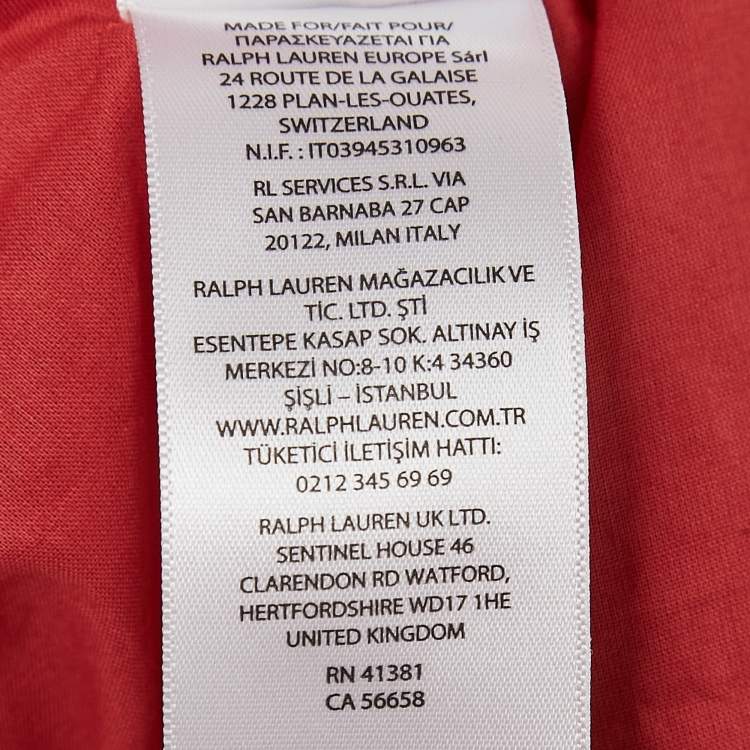 MADE FOR/FAIT POUR/
ΠΑΡΑΣΚΕΥΑΖΕΤΑΙ ΓΙΑ
RALPH LAUREN EUROPE Sárl
24 ROUTE DE LA GALAISE
1228 PLAN-LES-OUATES,
SWITZERLAND
N.I.F. : IT03945310963
RL SERVICES S.R.L. VIA
SAN BARNABA 27 CAP
20122, MILAN ITALY
RALPH LAUREN MAĞAZACILIK VE
TİC. LTD. ŞTİ
ESENTEPE KASAP SOK. ALTINAY İŞ
MERKEZİ NO:8-10 K:4 34360
ŞİŞLİ – İSTANBUL
WWW.RALPHLAUREN.COM.TR
TÜKETİCİ İLETİŞİM HATTI:
0212 345 69 69
RALPH LAUREN UK LTD.
SENTINEL HOUSE 46
CLARENDON RD WATFORD,
HERTFORDSHIRE WD17 1HE
UNITED KINGDOM
RN 41381
CA 56658